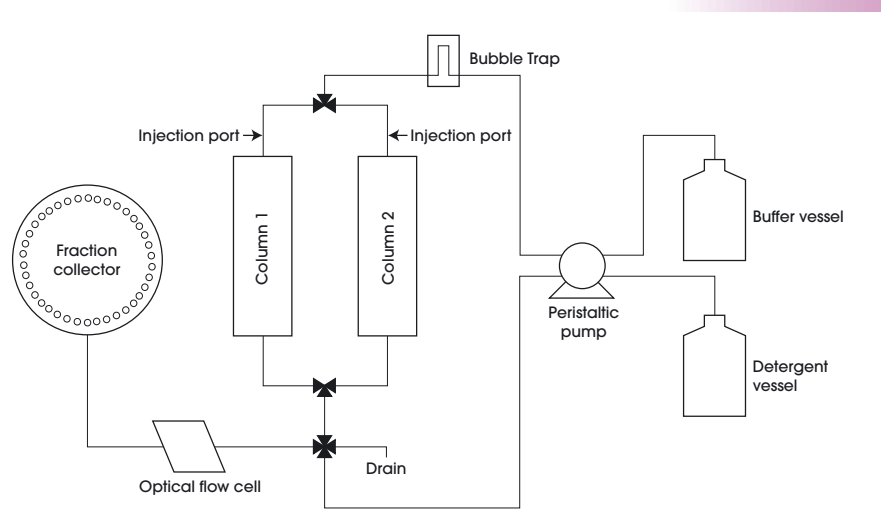 Bubble Trap
Injection port
Injection port
Column 1
Column 2
Fraction
collector
Buffer vessel
Peristaltic
pump
Detergent
vessel
Drain
Optical flow cell